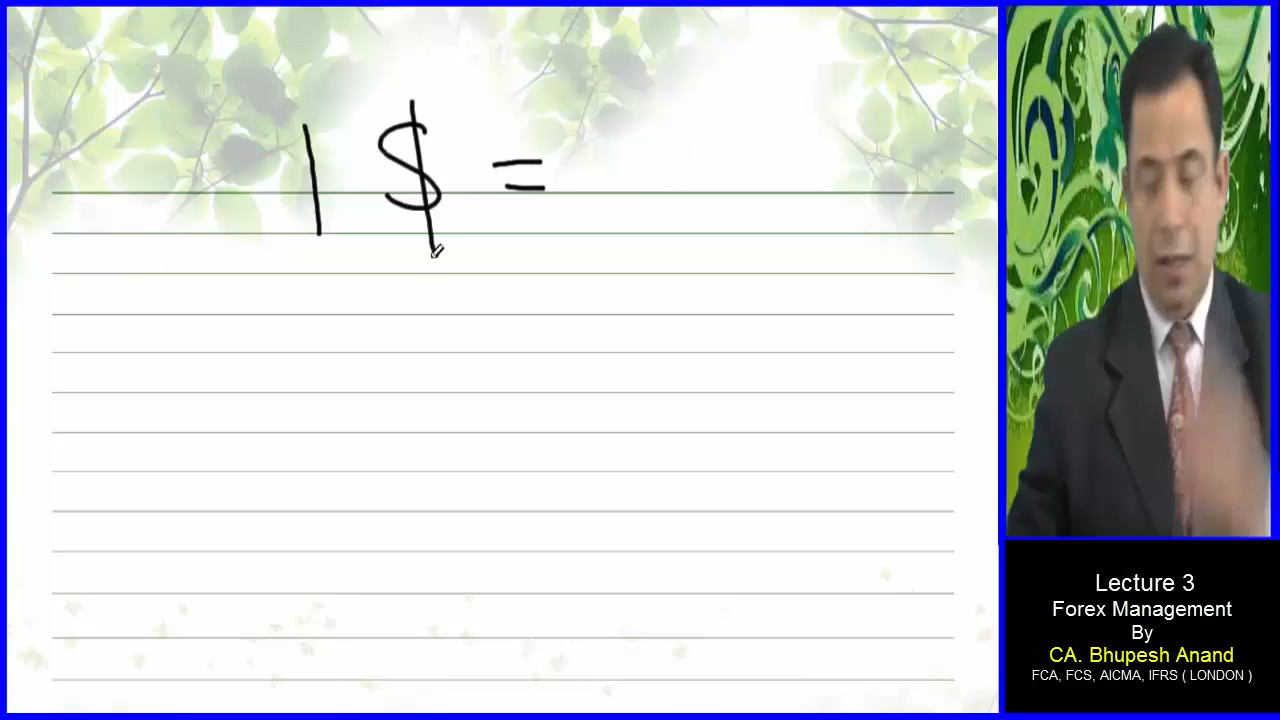 1 $ =
Lecture 3
Forex Management
By
CA. Bhupesh Anand
FCA, FCS, AICMA, IFRS ( LONDON )